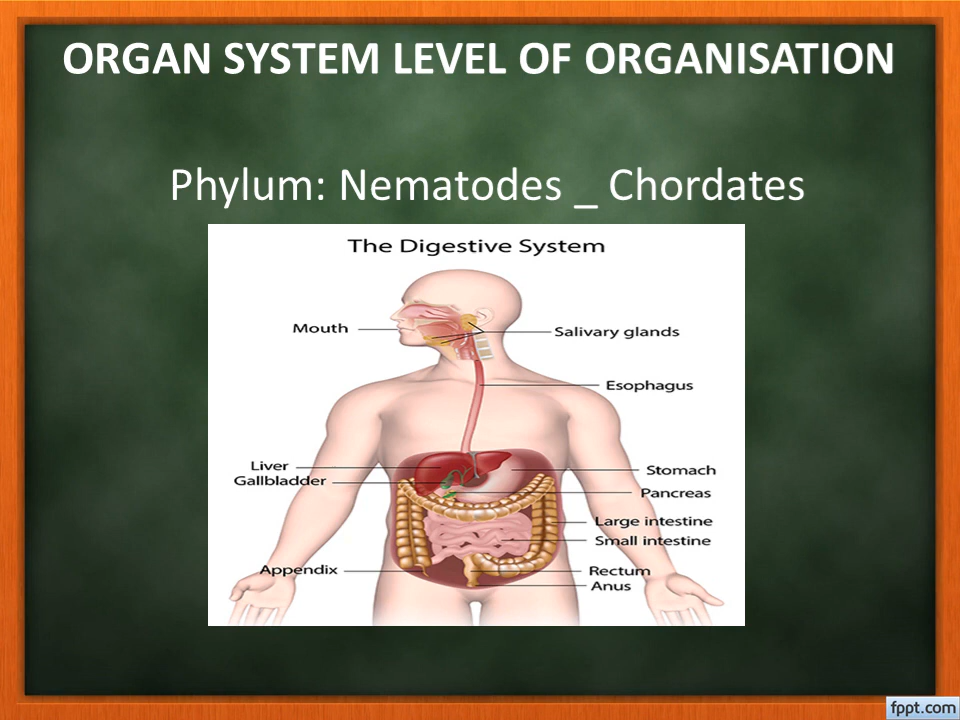 ORGAN SYSTEM LEVEL OF ORGANISATION
Phylum: Nematodes _ Chordates
The Digestive System
Mouth
Salivary glands
Esophagus
Liver
Stomach
Gallbladder
Pancreas
Large intestine
Small intestine
Appendix
Rectum
Anus
fppt.com